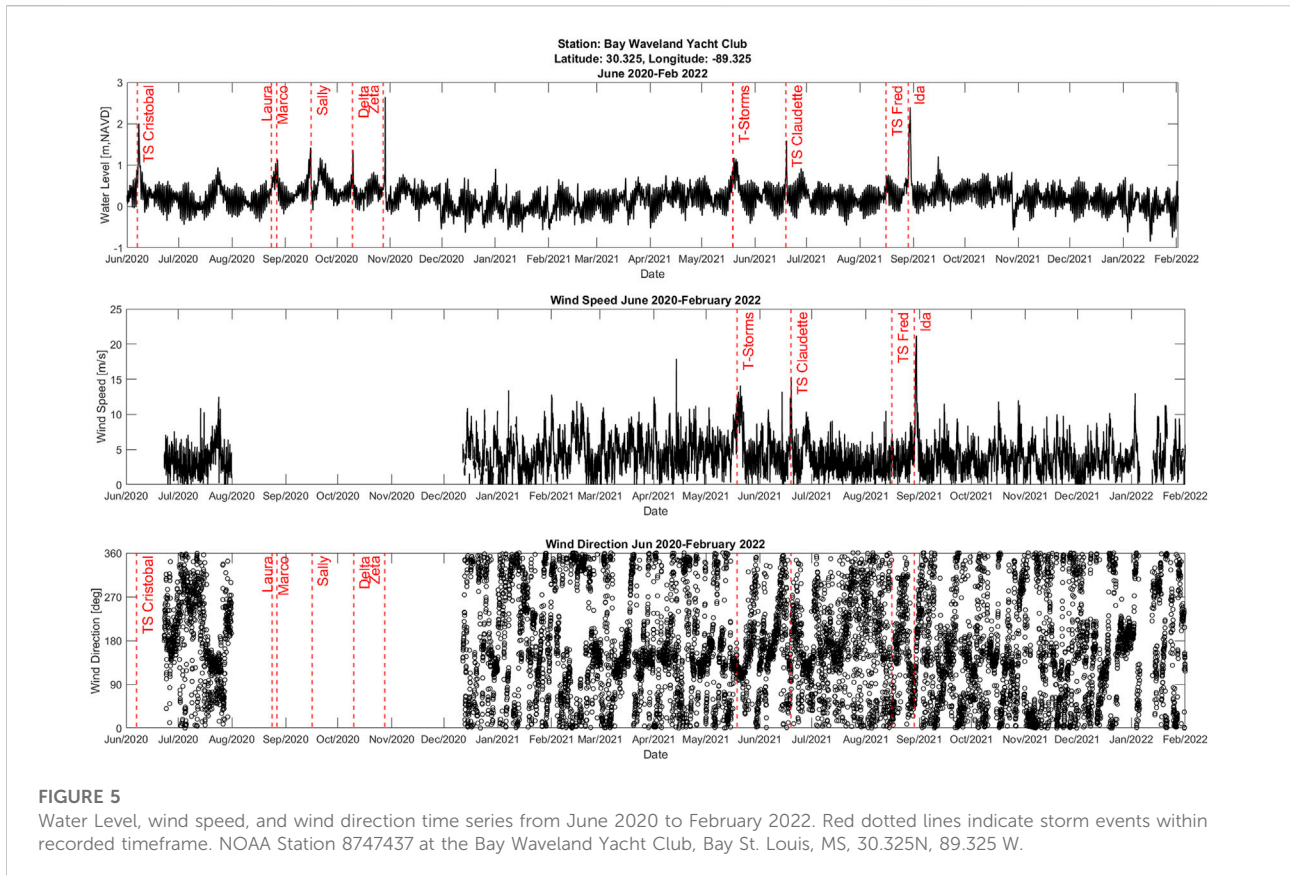 Station: Bay Waveland Yacht Club
Latitude: 30.325, Longitude: -89.325
June 2020-Feb 2022
Water Level [m,NAVD]
3
2
1
0
-1
TS Cristobal
Laura
Marco
Sally
Delta
Zeta
T-Storms
TS Claudette
TS Fred
Ida
Jun/2020 Jul/2020 Aug/2020 Sep/2020 Oct/2020 Nov/2020 Dec/2020 Jan/2021 Feb/2021 Mar/2021 Apr/2021 May/2021 Jun/2021 Jul/2021 Aug/2021 Sep/2021 Oct/2021 Nov/2021 Dec/2021 Jan/2022 Feb/2022
Date
Wind Speed June 2020-February 2022
Wind Speed [m/s]
25
20
15
10
5
0
T-Storms
TS Claudette
TS Fred
Ida
Jun/2020 Jul/2020 Aug/2020 Sep/2020 Oct/2020 Nov/2020 Dec/2020 Jan/2021 Feb/2021 Mar/2021 Apr/2021 May/2021 Jun/2021 Jul/2021 Aug/2021 Sep/2021 Oct/2021 Nov/2021 Dec/2021 Jan/2022 Feb/2022
Date
Wind Direction Jun 2020-February 2022
Wind Direction [deg]
360
270
180
90
0
TS Cristobal
Laura
Marco
Sally
Delta
Zeta
Jun/2020 Jul/2020 Aug/2020 Sep/2020 Oct/2020 Nov/2020 Dec/2020 Jan/2021 Feb/2021 Mar/2021 Apr/2021 May/2021 Jun/2021 Jul/2021 Aug/2021 Sep/2021 Oct/2021 Nov/2021 Dec/2021 Jan/2022 Feb/2022
Date
FIGURE 5
Water Level, wind speed, and wind direction time series from June 2020 to February 2022. Red dotted lines indicate storm events within
recorded timeframe. NOAA Station 8747437 at the Bay Waveland Yacht Club, Bay St. Louis, MS, 30.325N, 89.325 W.